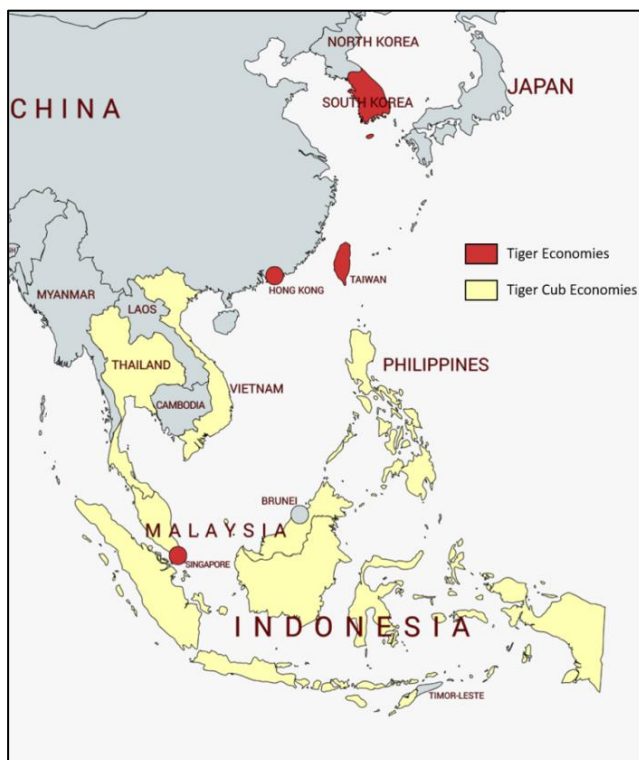 NORTH KOREA
JAPAN
SOUTH KOREA
CHINA
Tiger Economies
TAIWAN
HONG KONG
Tiger Cub Economies
MYANMAR
LAOS
THAILAND
PHILIPPINES
VIETNAM
CAMBODIA
BRUNEI
MALAYSIA
SINGAPORE
INDONESIA
TIMOR-LESTE